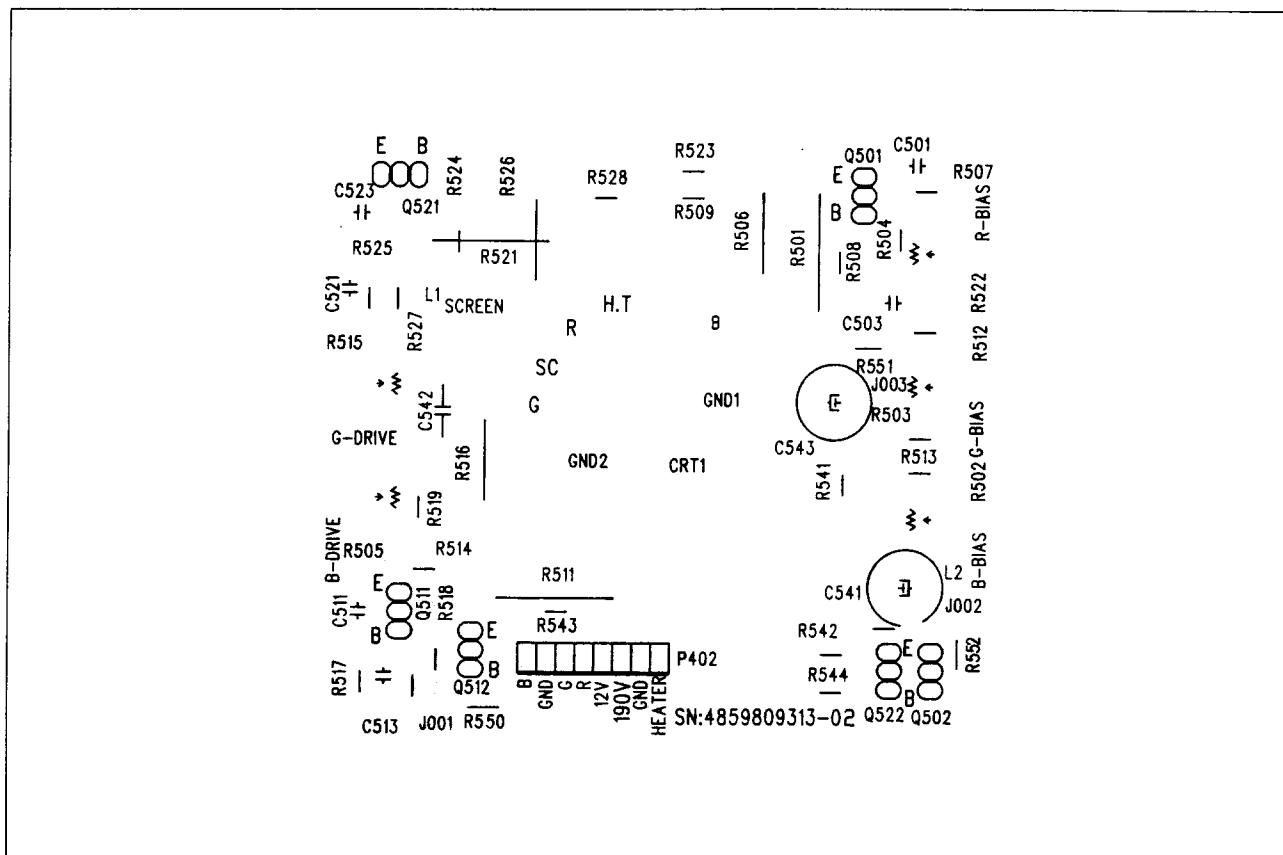 E
B
C523
Q521
R524
R526
R528
R523
R509
R506
R501
Q501
E
B
C501
R507
R508
R504
R-BIAS
R525
R521
C521
L1
SCREEN
R515
R527
H.T
R
B
C503
R522
R512
R551
SC
G
GND1
J003
R503
C543
C542
G-DRIVE
R516
GND2
CRT1
R541
R513
G-BIAS
R502
R519
B-DRIVE
R505
R514
R511
R543
C541
L2
J002
B-BIAS
C511
E
B
Q511
R518
E
B
Q512
R517
C513
J001
R550
P402
B
GND
G
R
12V
190V
GND
HEATER
R542
R544
E
B
R552
Q522
Q502
SN:4859809313-02